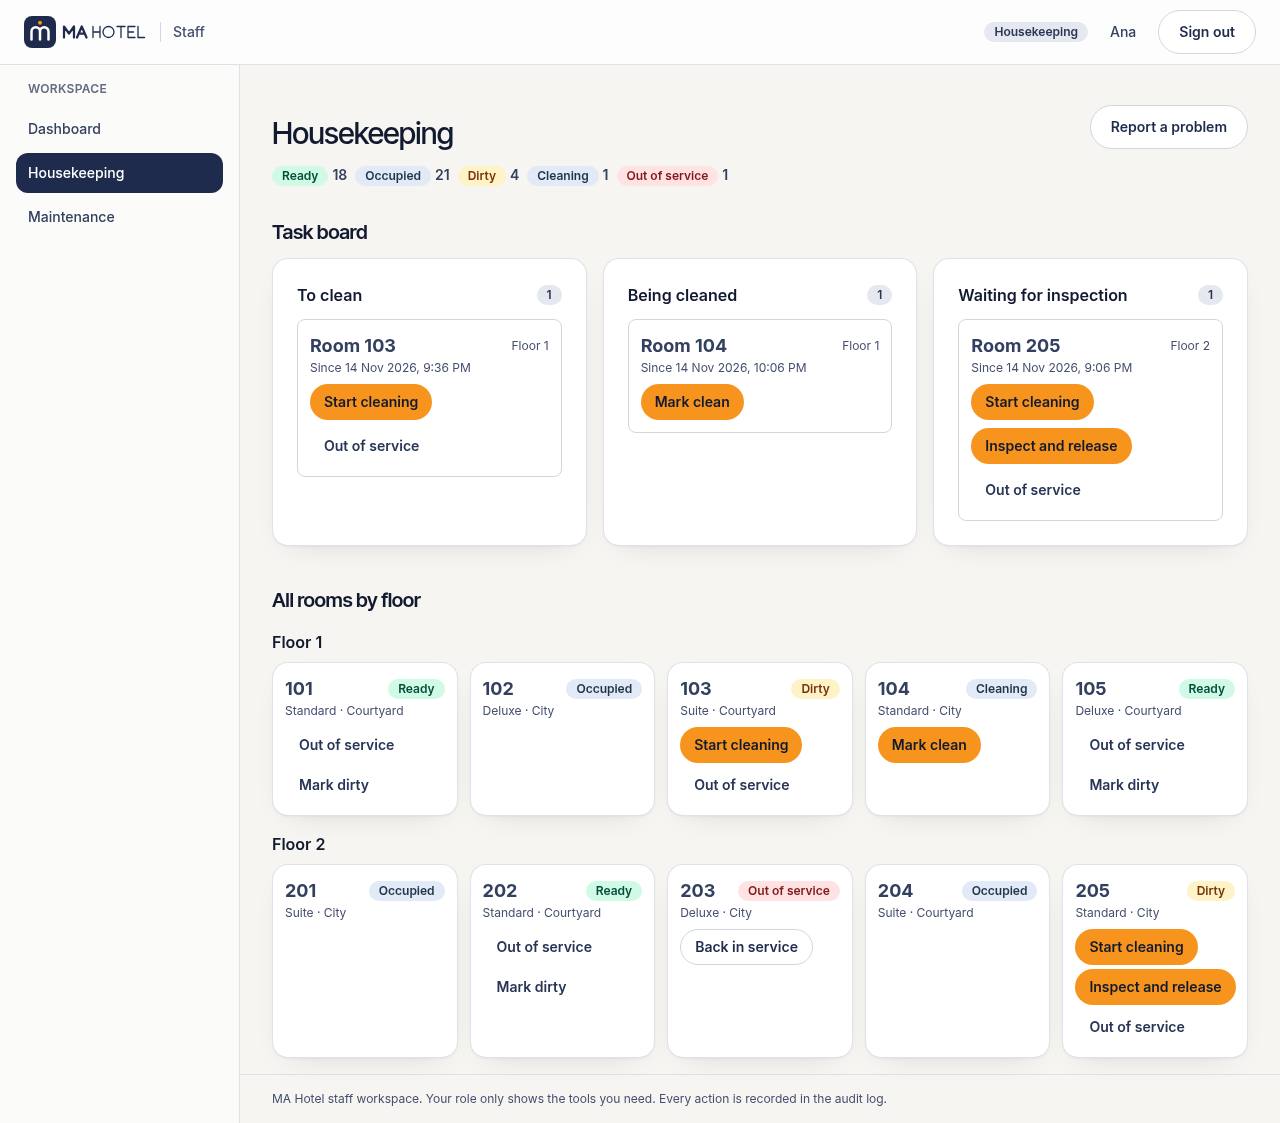 MA HOTEL Staff Housekeeping Ana Sign out
WORKSPACE
Dashboard
Housekeeping
Maintenance
Housekeeping
Report a problem
Ready 18 Occupied 21 Dirty 4 Cleaning 1 Out of service 1
Task board
To clean 1
Room 103 Floor 1
Since 14 Nov 2026, 9:36 PM
Start cleaning
Out of service
Being cleaned 1
Room 104 Floor 1
Since 14 Nov 2026, 10:06 PM
Mark clean
Waiting for inspection 1
Room 205 Floor 2
Since 14 Nov 2026, 9:06 PM
Start cleaning
Inspect and release
Out of service
All rooms by floor
Floor 1
101 Ready
Standard · Courtyard
Out of service
Mark dirty
102 Occupied
Deluxe · City
103 Dirty
Suite · Courtyard
Start cleaning
Out of service
104 Cleaning
Standard · City
Mark clean
105 Ready
Deluxe · Courtyard
Out of service
Mark dirty
Floor 2
201 Occupied
Suite · City
202 Ready
Standard · Courtyard
Out of service
Mark dirty
203 Out of service
Deluxe · City
Back in service
204 Occupied
Suite · Courtyard
205 Dirty
Standard · City
Start cleaning
Inspect and release
Out of service
MA Hotel staff workspace. Your role only shows the tools you need. Every action is recorded in the audit log.